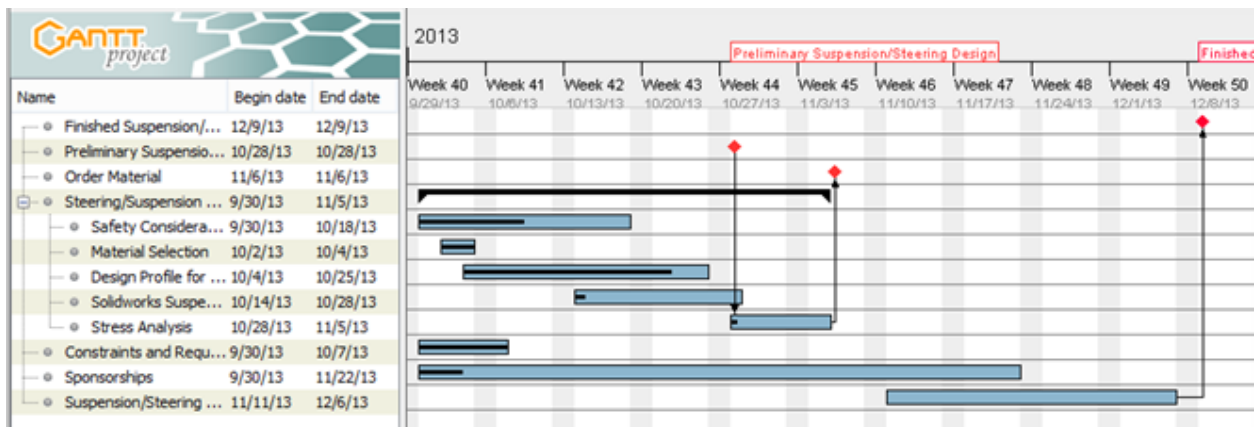 GANTT
project
2013
Preliminary Suspension/Steering Design
Finished
Week 40 Week 41 Week 42 Week 43 Week 44 Week 45 Week 46 Week 47 Week 48 Week 49 Week 50
9/29/13 10/6/13 10/13/13 10/20/13 10/27/13 11/3/13 11/10/13 11/17/13 11/24/13 12/1/13 12/8/13
Name Begin date End date
Finished Suspension/... 12/9/13 12/9/13
Preliminary Suspensio... 10/28/13 10/28/13
Order Material 11/6/13 11/6/13
Steering/Suspension ... 9/30/13 11/5/13
Safety Considera... 9/30/13 10/18/13
Material Selection 10/2/13 10/4/13
Design Profile for ... 10/4/13 10/25/13
Solidworks Suspe... 10/14/13 10/28/13
Stress Analysis 10/28/13 11/5/13
Constraints and Requ... 9/30/13 10/7/13
Sponsorships 9/30/13 11/22/13
Suspension/Steering ... 11/11/13 12/6/13